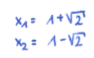 x₁ = 1+√2
x₂ = 1-√2